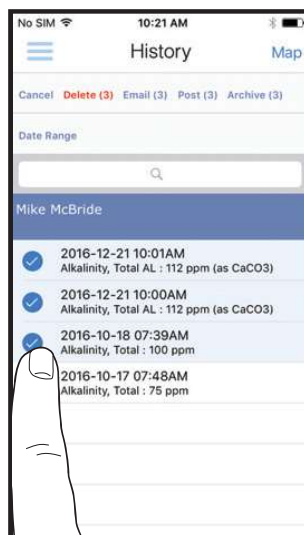 No SIM 10:21 AM
History Map
Cancel Delete (3) Email (3) Post (3) Archive (3)
Date Range
Mike McBride
2016-12-21 10:01AM
Alkalinity, Total AL : 112 ppm (as CaCO3)
2016-12-21 10:00AM
Alkalinity, Total AL : 112 ppm (as CaCO3)
2016-10-18 07:39AM
Alkalinity, Total : 100 ppm
2016-10-17 07:48AM
Alkalinity, Total : 75 ppm